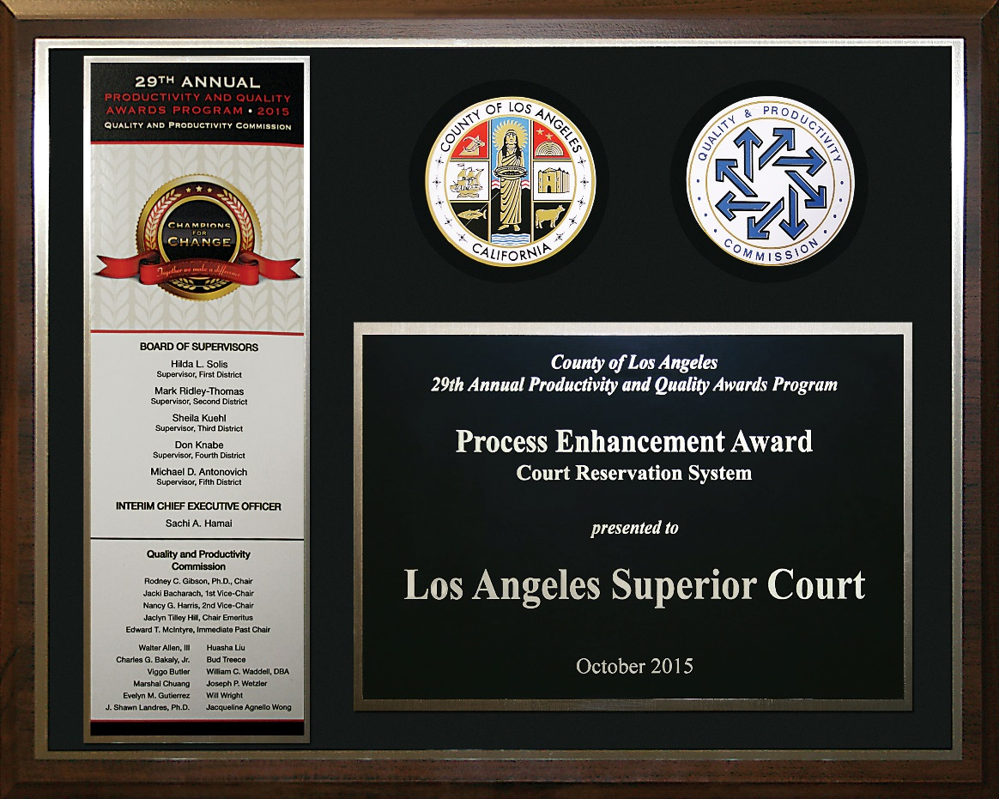 29TH ANNUAL
PRODUCTIVITY AND QUALITY
AWARDS PROGRAM • 2015
QUALITY AND PRODUCTIVITY COMMISSION
CHAMPIONS
FOR
CHANGE
Together we make a difference
BOARD OF SUPERVISORS
Hilda L. Solis
Supervisor, First District
Mark Ridley-Thomas
Supervisor, Second District
Sheila Kuehl
Supervisor, Third District
Don Knabe
Supervisor, Fourth District
Michael D. Antonovich
Supervisor, Fifth District
INTERIM CHIEF EXECUTIVE OFFICER
Sachi A. Hamai
Quality and Productivity
Commission
Rodney C. Gibson, Ph.D., Chair
Jacki Bacharach, 1st Vice-Chair
Nancy G. Harris, 2nd Vice-Chair
Jaclyn Tilley Hill, Chair Emeritus
Edward T. McIntyre, Immediate Past Chair
Walter Allen, III
Charles G. Bakaly, Jr.
Viggo Butler
Marshal Chuang
Evelyn M. Gutierrez
J. Shawn Landres, Ph.D.
Huasha Liu
Bud Treece
William C. Waddell, DBA
Joseph P. Wetzler
Will Wright
Jacqueline Agnello Wong
COUNTY OF LOS ANGELES
CALIFORNIA
QUALITY & PRODUCTIVITY
COMMISSION
County of Los Angeles
29th Annual Productivity and Quality Awards Program
Process Enhancement Award
Court Reservation System
presented to
Los Angeles Superior Court
October 2015